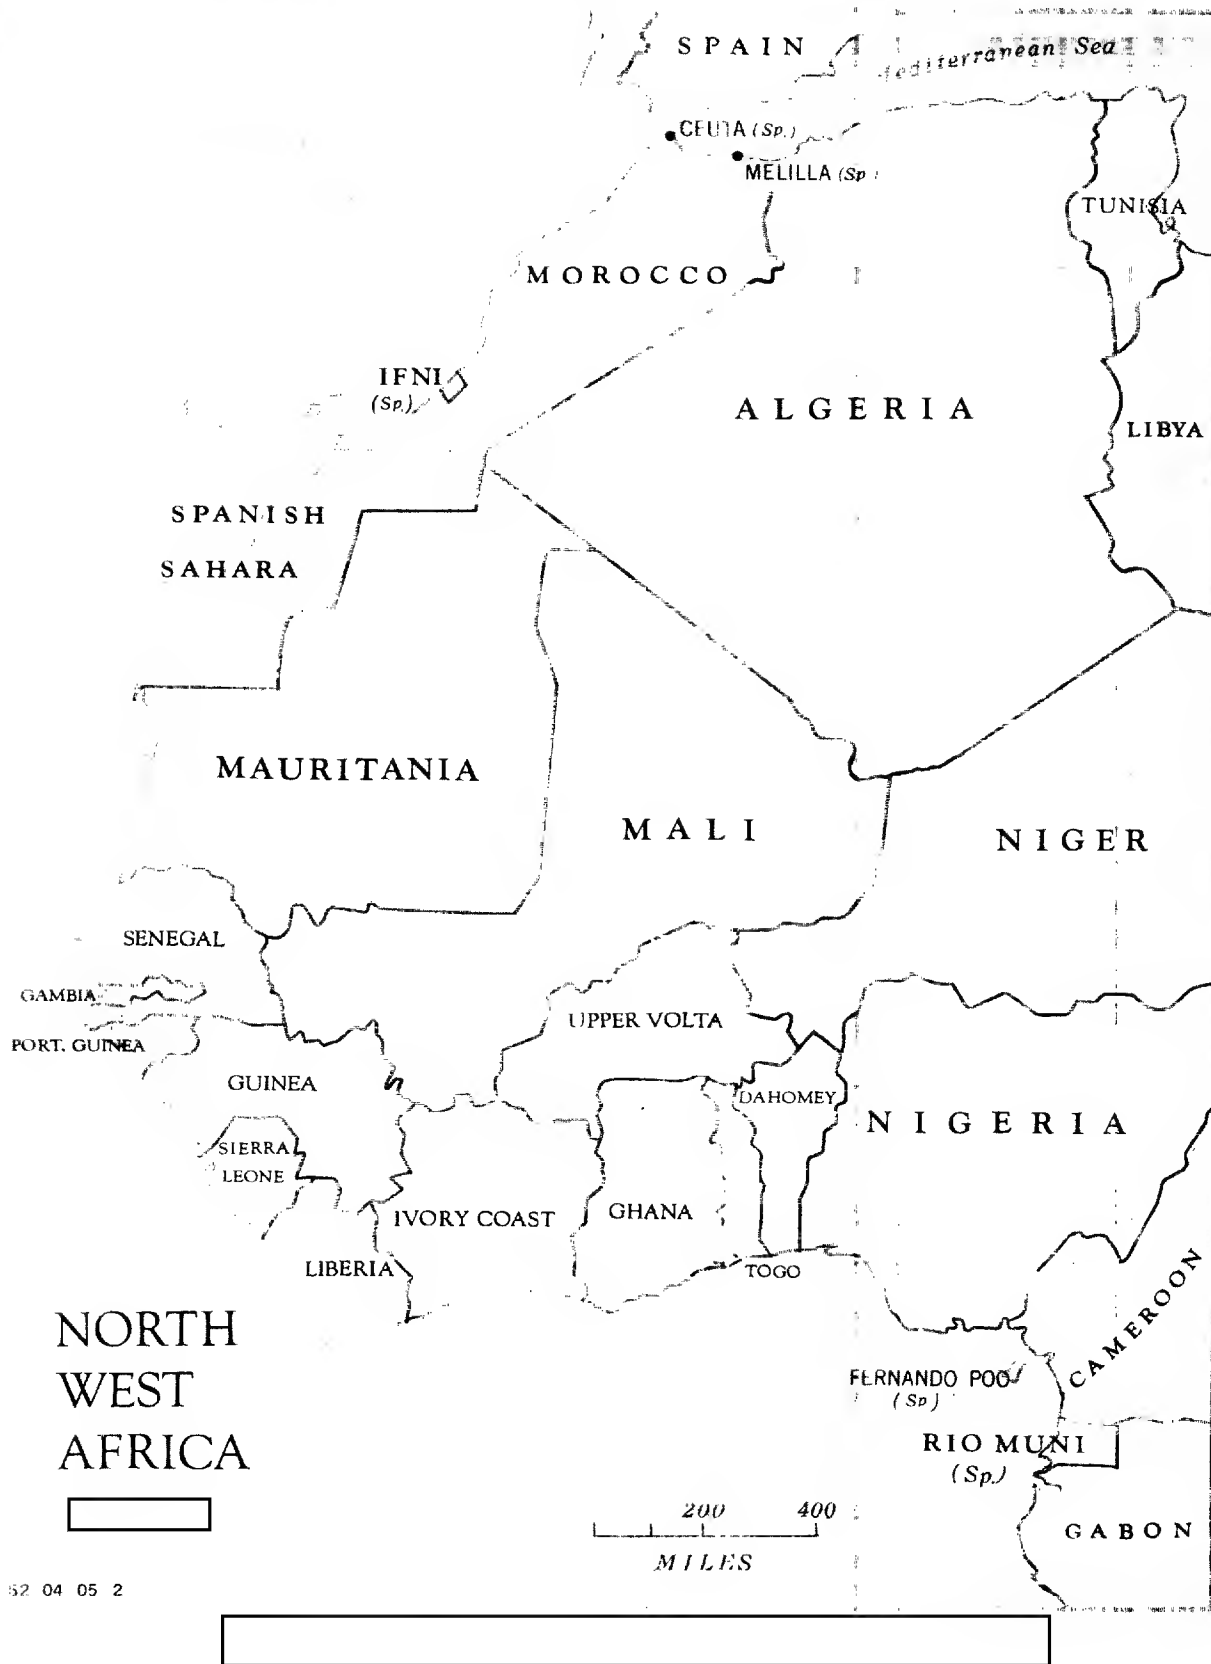 SPAIN
Mediterranean Sea
CEUTA (Sp.)
MELILLA (Sp.)
TUNISIA
MOROCCO
IFNI
(Sp.)
ALGERIA
LIBYA
SPANISH
SAHARA
MAURITANIA
MALI
NIGER
SENEGAL
GAMBIA
UPPER VOLTA
PORT. GUINEA
GUINEA
DAHOMEY
NIGERIA
SIERRA
LEONE
IVORY COAST
GHANA
LIBERIA
TOGO
CAMEROON
NORTH
WEST
AFRICA
FERNANDO POO
(Sp)
RIO MUNI
(Sp.)
200 400
MILES
GABON
62 04 05 2